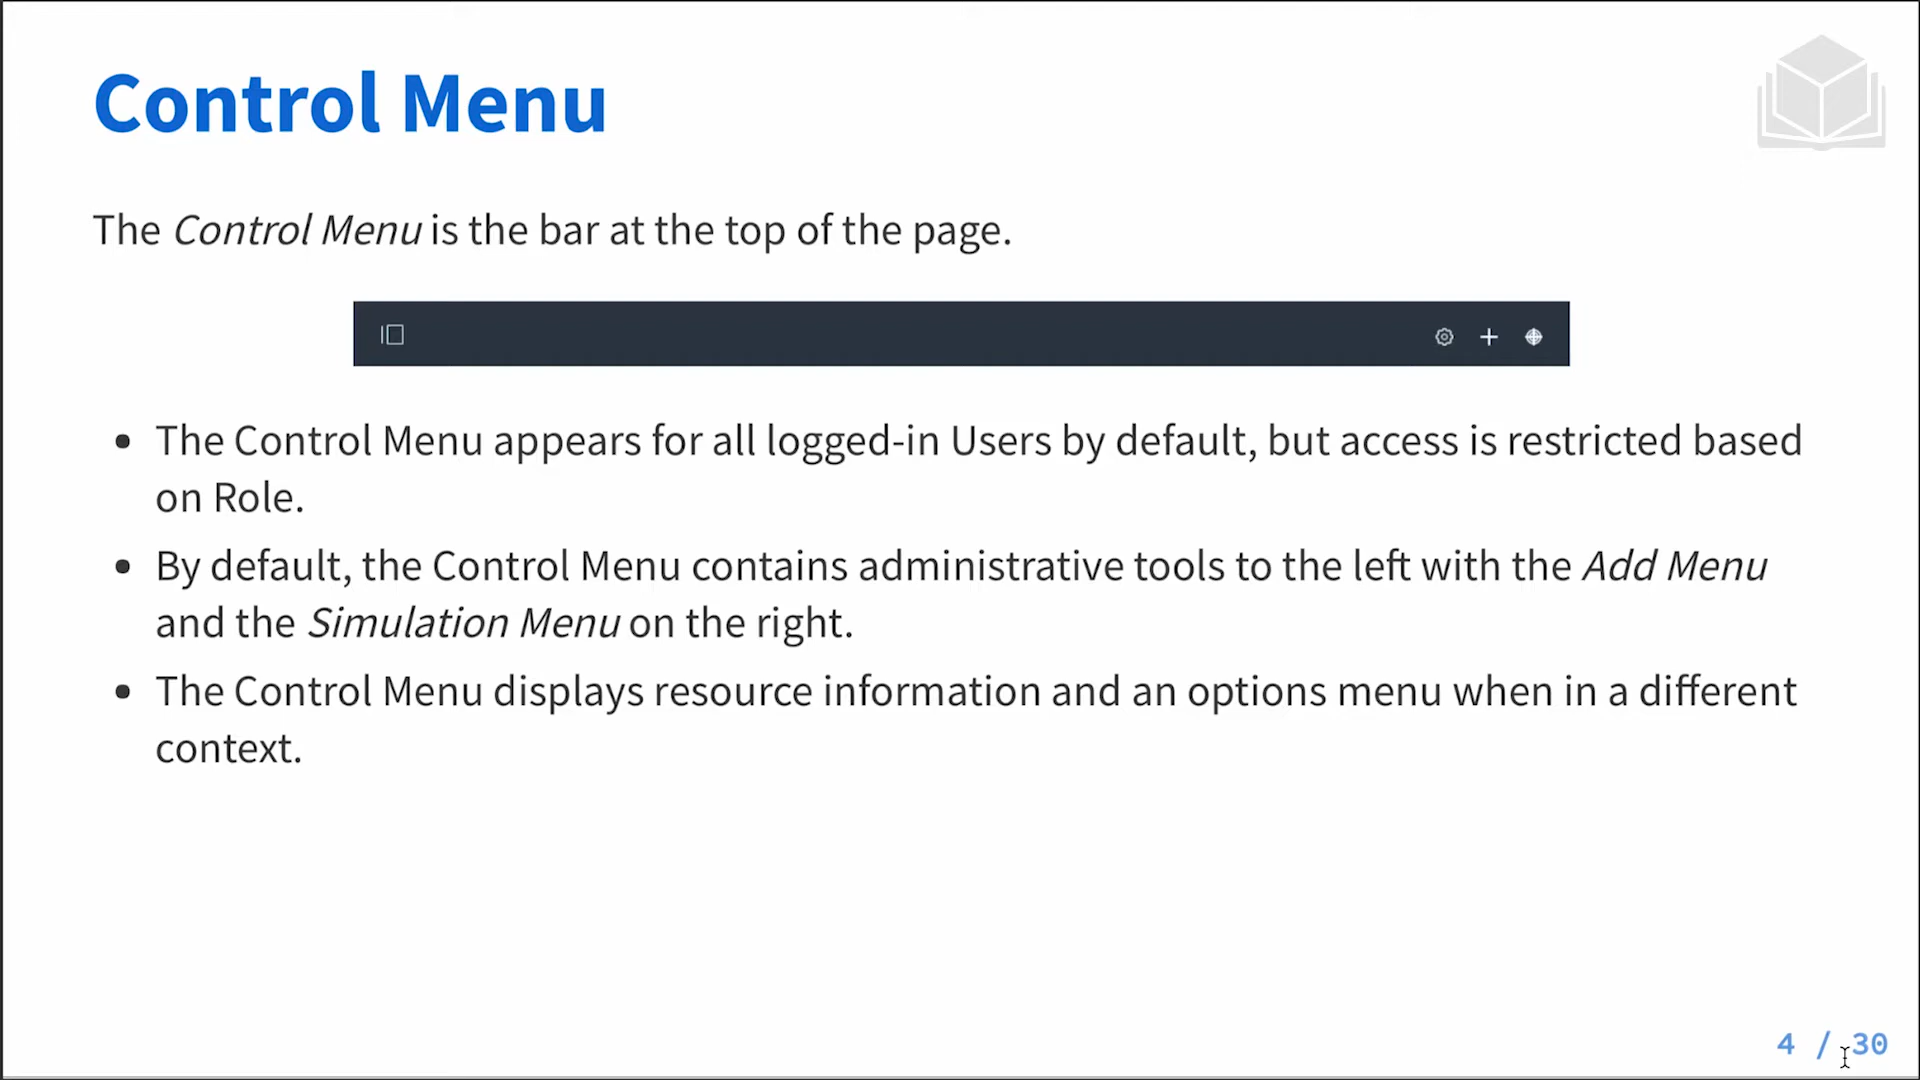 Control Menu
The Control Menu is the bar at the top of the page.
• The Control Menu appears for all logged-in Users by default, but access is restricted based
on Role.
• By default, the Control Menu contains administrative tools to the left with the Add Menu
and the Simulation Menu on the right.
• The Control Menu displays resource information and an options menu when in a different
context.
4 / 30